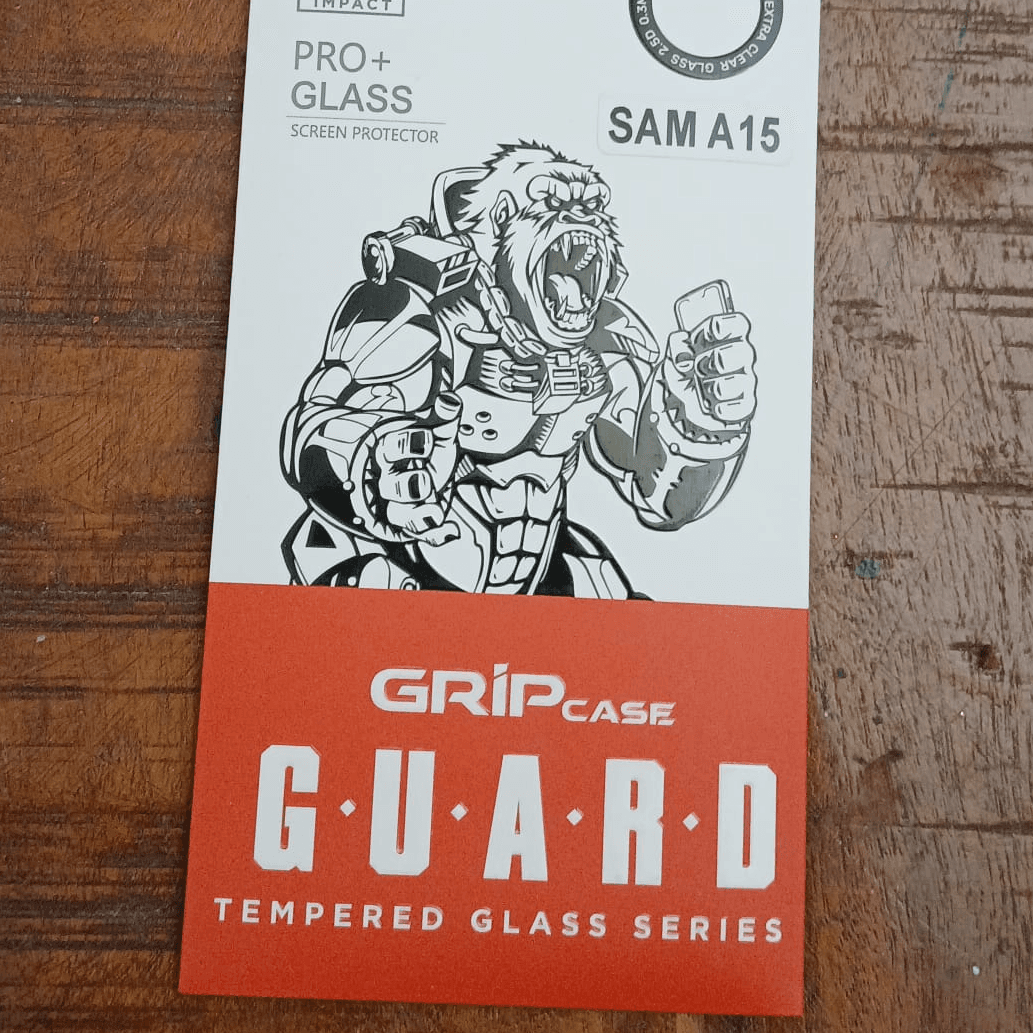 IMPACT
PRO+
GLASS
SCREEN PROTECTOR
EXTRA CLEAR GLASS 2.5D
SAM A15
GRIP CASE
G·U·A·R·D
TEMPERED GLASS SERIES